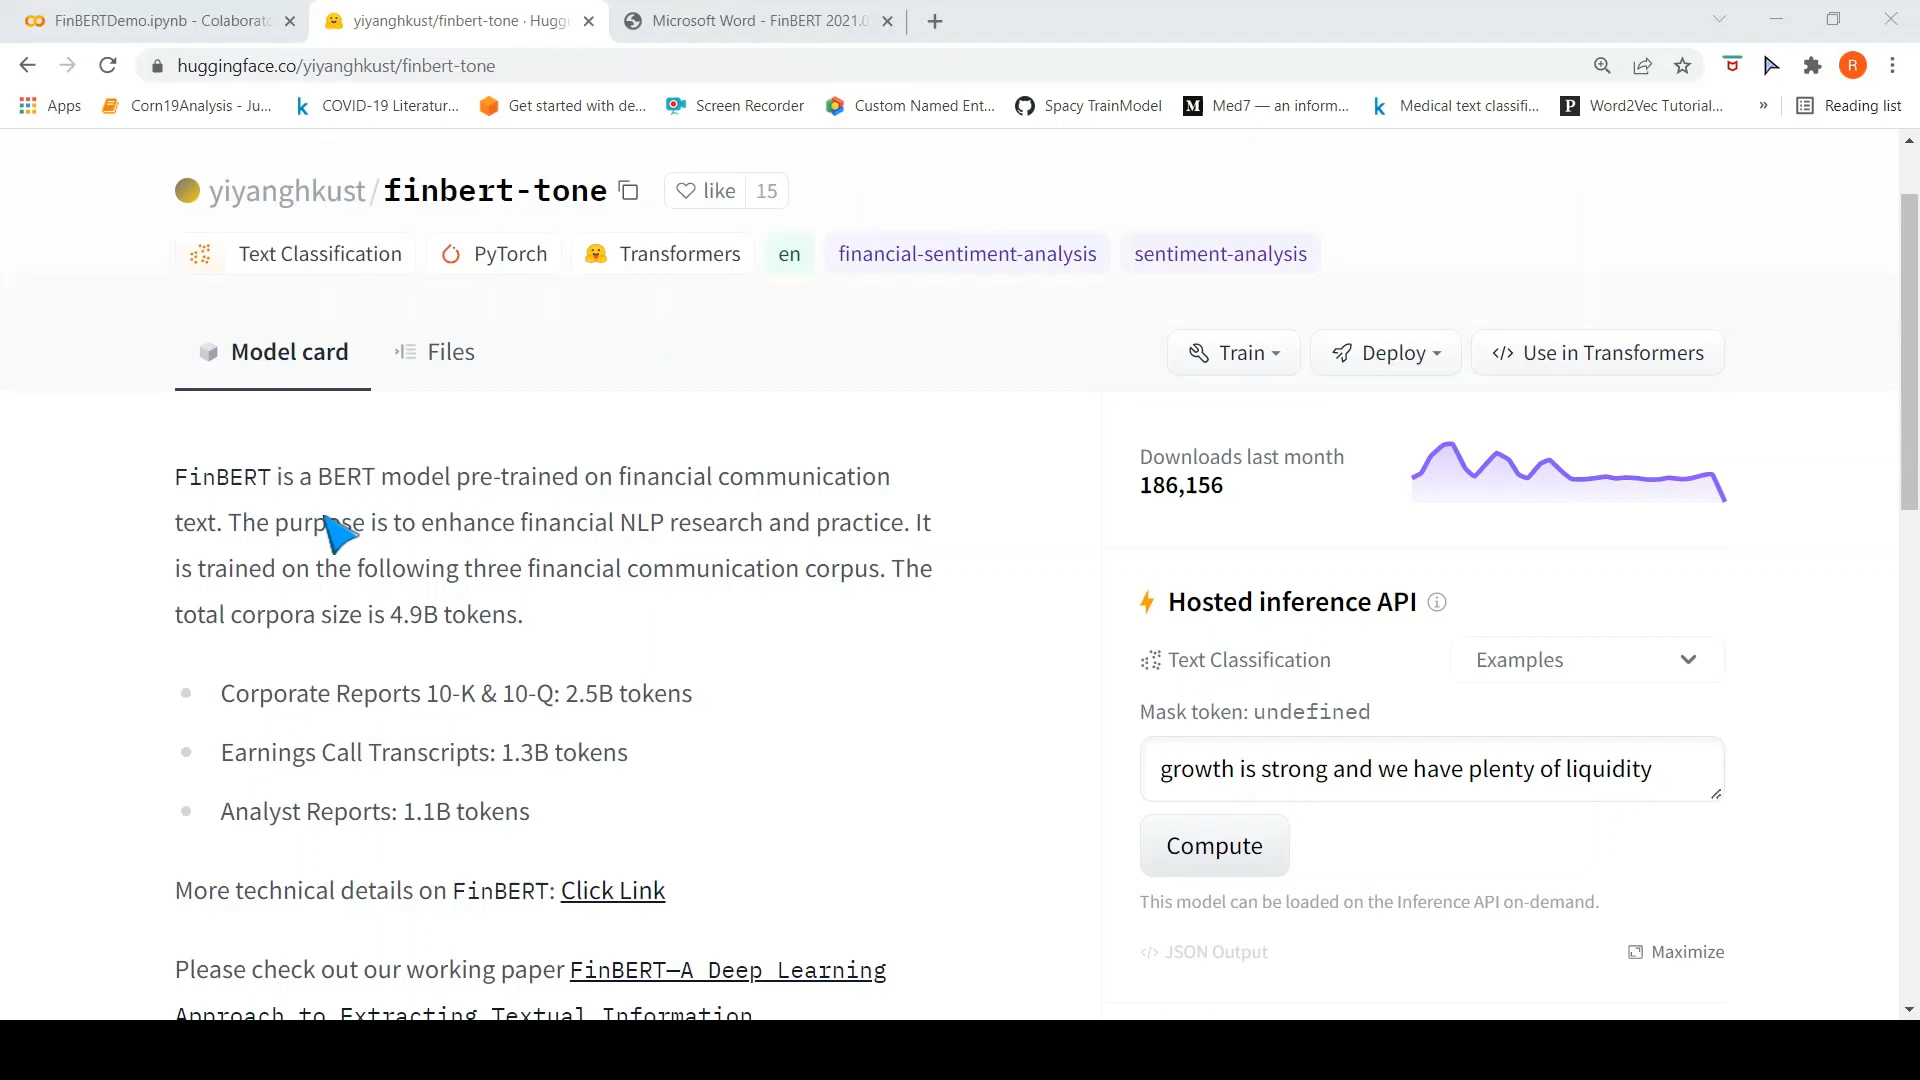 FinBERTDemo.ipynb - Colaborato
yiyanghkust/finbert-tone · Huggi
Microsoft Word - FinBERT 2021.0
huggingface.co/yiyanghkust/finbert-tone
R
Apps
Corn19Analysis - Ju...
COVID-19 Literatur...
Get started with de...
Screen Recorder
Custom Named Ent...
Spacy TrainModel
Med7 — an inform...
Medical text classifi...
Word2Vec Tutorial...
»
Reading list
yiyanghkust/finbert-tone
like 15
Text Classification
PyTorch
Transformers
en
financial-sentiment-analysis
sentiment-analysis
Model card
Files
Train
Deploy
</> Use in Transformers
FinBERT is a BERT model pre-trained on financial communication
text. The purpose is to enhance financial NLP research and practice. It
is trained on the following three financial communication corpus. The
total corpora size is 4.9B tokens.
Corporate Reports 10-K & 10-Q: 2.5B tokens
Earnings Call Transcripts: 1.3B tokens
Analyst Reports: 1.1B tokens
More technical details on FinBERT: Click Link
Please check out our working paper FinBERT—A Deep Learning
Approach to Extracting Textual Information
Downloads last month
186,156
Hosted inference API
Text Classification
Examples
Mask token: undefined
growth is strong and we have plenty of liquidity
Compute
This model can be loaded on the Inference API on-demand.
</> JSON Output
Maximize